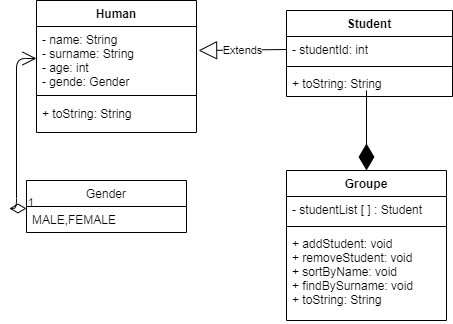 Human
- name: String
- surname: String
- age: int
- gende: Gender
+ toString: String
Extends
Student
- studentId: int
+ toString: String
1
Gender
MALE,FEMALE
Groupe
- studentList [ ] : Student
+ addStudent: void
+ removeStudent: void
+ sortByName: void
+ findBySurname: void
+ toString: String